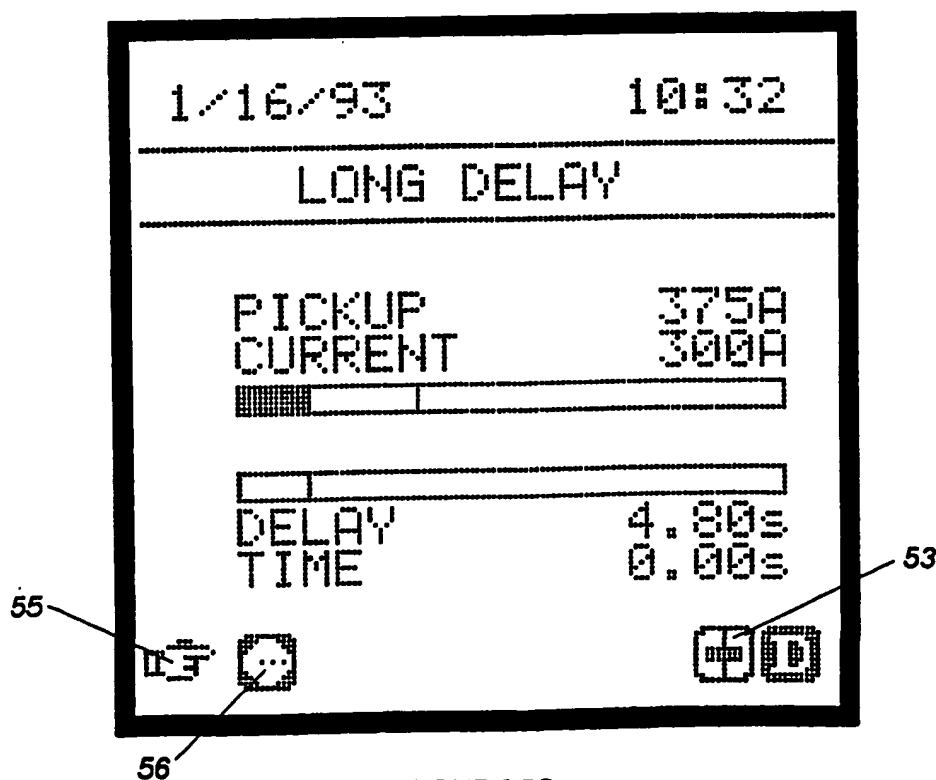 1/16/93 10:32
LONG DELAY
PICKUP 375A
CURRENT 300A
DELAY 4.80s
TIME 0.00s
53
55
... D
56